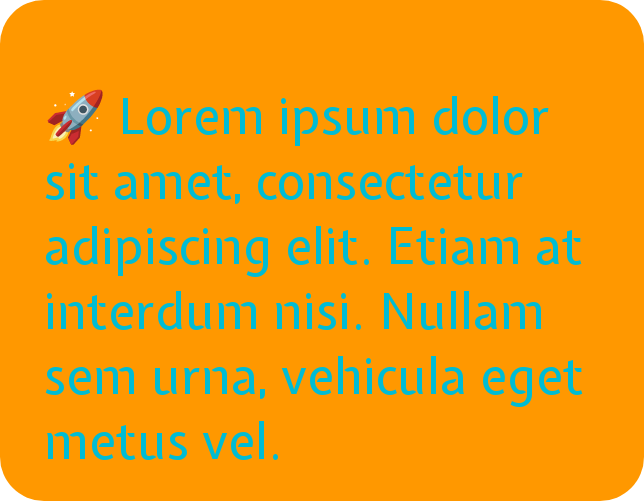 🚀 Lorem ipsum dolor
sit amet, consectetur
adipiscing elit. Etiam at
interdum nisi. Nullam
sem urna, vehicula eget
metus vel.